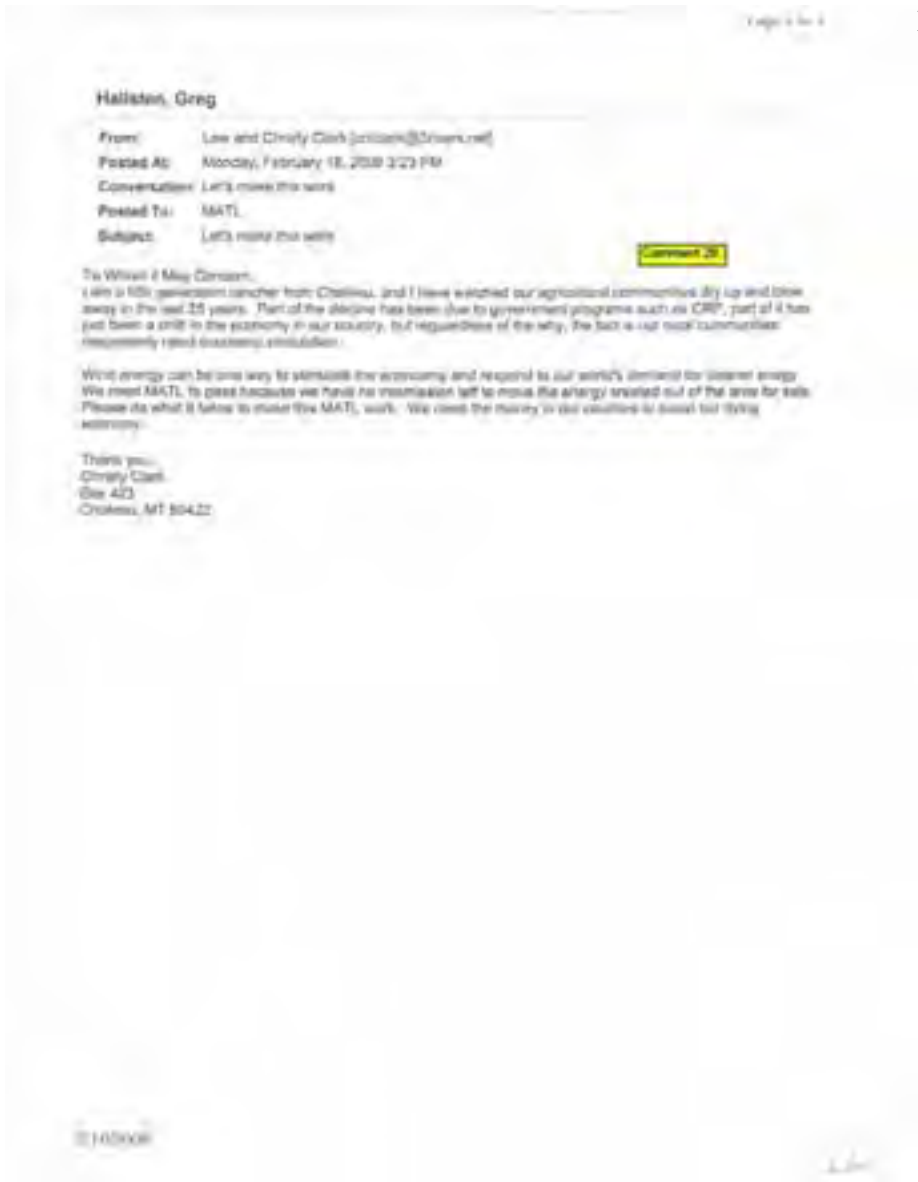 Page 1 of 1
Hallsten, Greg
From: Lew and Christy Clark
Posted At: Monday, February 18, 2008 3:23 PM
Conversation: Let's make this work
Posted To: MATL
Subject: Let's make this work
Comment 28
To Whom it May Concern,
I am a fifth generation rancher from Choteau, and I have watched our agricultural communities dry up and blow
away in the last 25 years. Part of the decline has been due to government programs such as CRP, part of it has
just been a shift in the economy in our country, but of the why, the fact is our rural communities
need economic stimulation.
Wind energy can be one way to stimulate the economy and respond to our world's demand for cleaner energy
We need MATL to pass because we have no left to move the energy created out of the area for sale.
Please do what it takes to make this MATL work. We need the money in our counties to our dying
economy.
Thank you,
Christy Clark
Box 423
Choteau, MT 59422